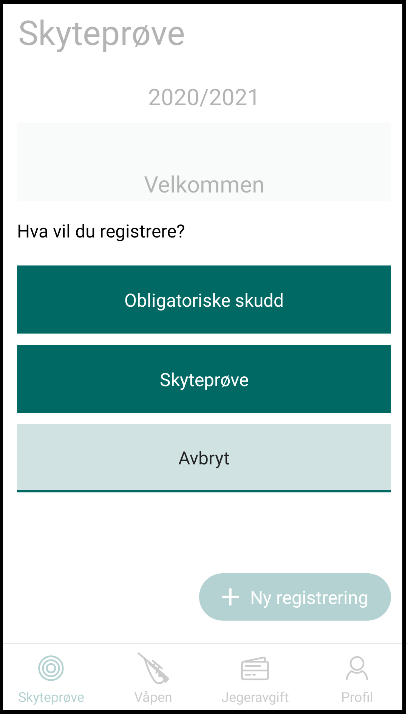 Skyteprøve
2020/2021
Velkommen
Hva vil du registrere?
Obligatoriske skudd
Skyteprøve
Avbryt
+ Ny registrering
Skyteprøve
Våpen
Jegeravgift
Profil